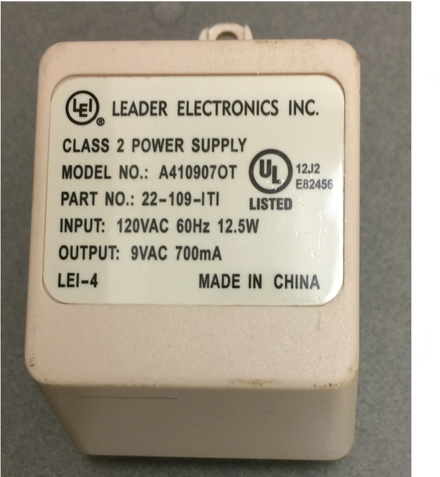 LEI ® LEADER ELECTRONICS INC.
CLASS 2 POWER SUPPLY
MODEL NO.: A410907OT
PART NO.: 22-109-ITI
UL 12J2
E82456
LISTED
INPUT: 120VAC 60Hz 12.5W
OUTPUT: 9VAC 700mA
LEI-4 MADE IN CHINA